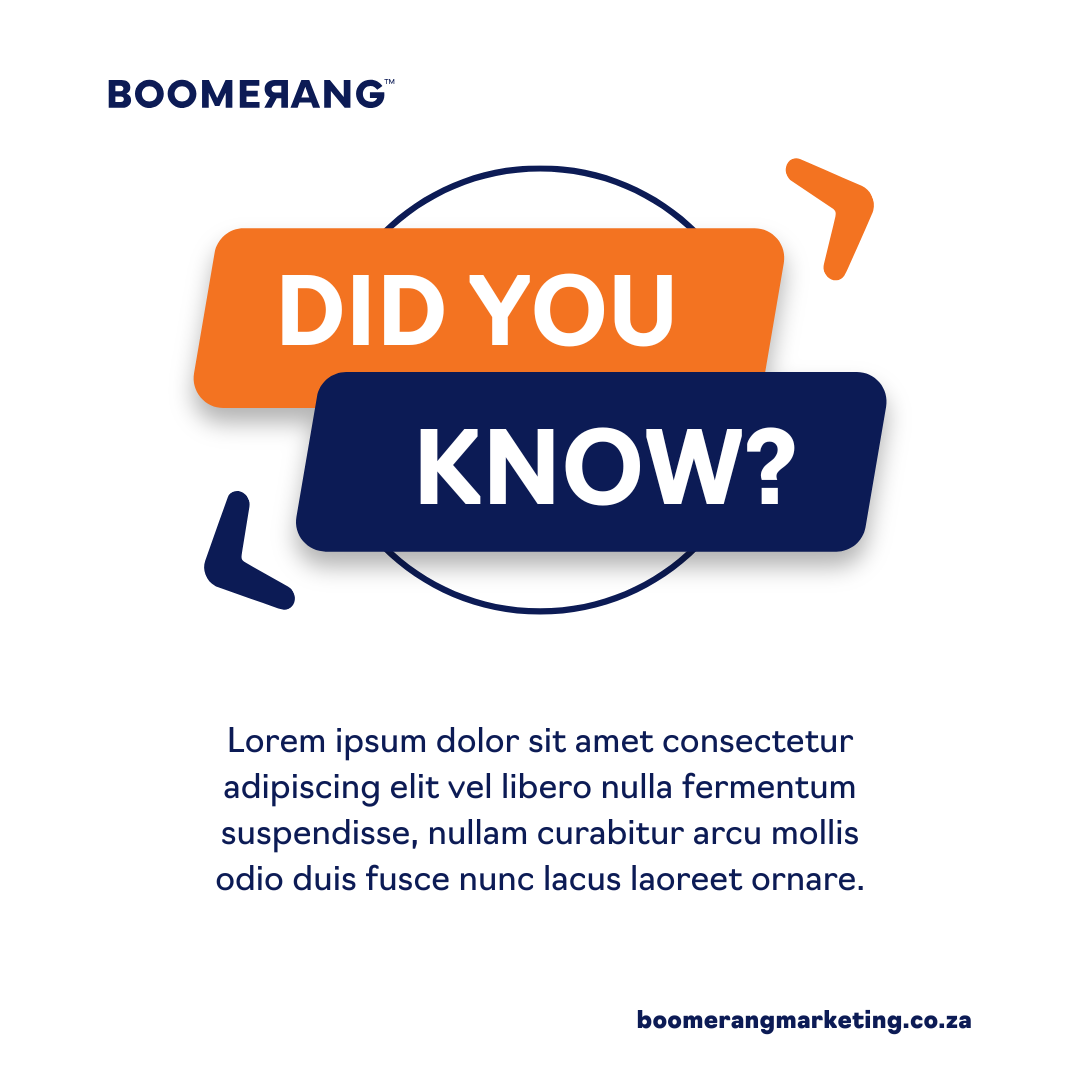 BOOMEЯANG™
DID YOU
KNOW?
Lorem ipsum dolor sit amet consectetur
adipiscing elit vel libero nulla fermentum
suspendisse, nullam curabitur arcu mollis
odio duis fusce nunc lacus laoreet ornare.
boomerangmarketing.co.za